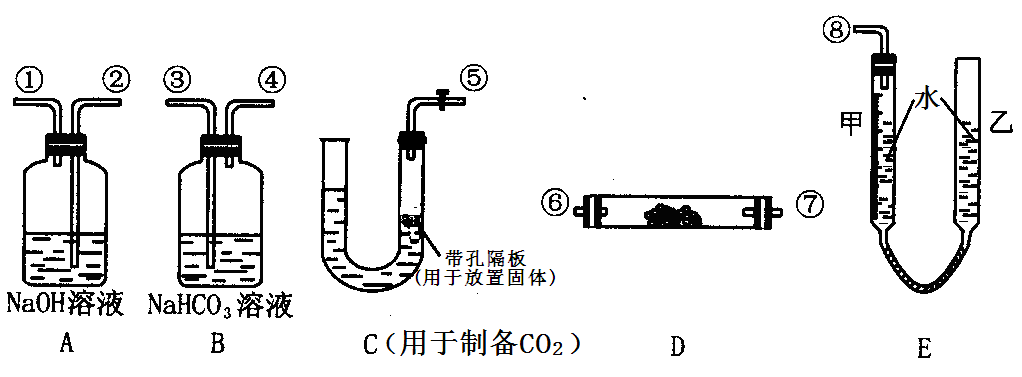 ① ② ③ ④ ⑤ ⑧
甲 水 乙
⑥ ⑦
带孔隔板
(用于放置固体)
NaOH溶液 NaHCO₃溶液
A B C(用于制备CO₂) D E